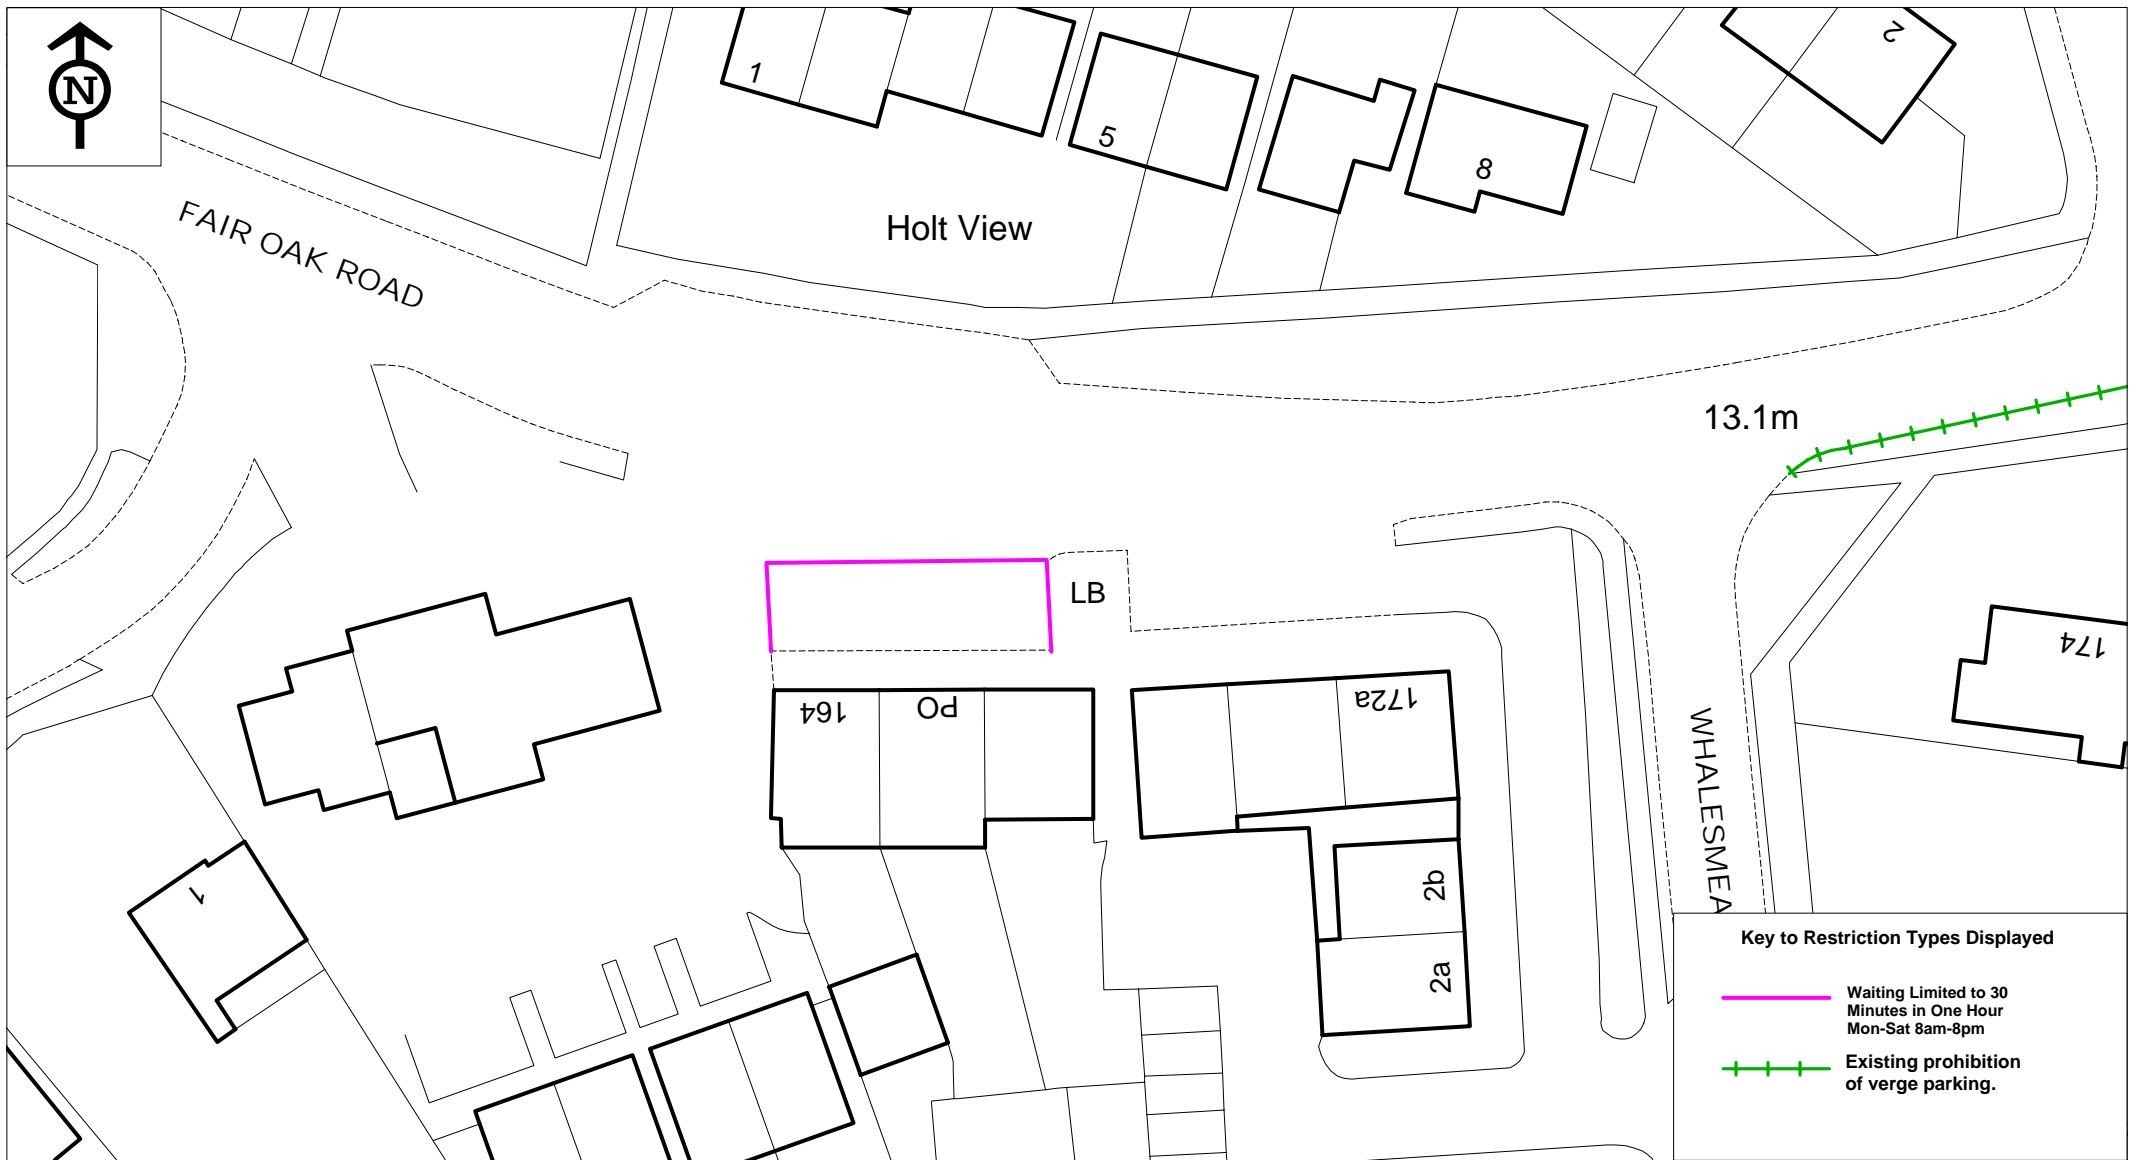 N
1
5
8
2
Holt View
FAIR OAK ROAD
13.1m
LB
174
164
PO
172a
WHALESMEA
1
2b
2a
Key to Restriction Types Displayed
Waiting Limited to 30
Minutes in One Hour
Mon-Sat 8am-8pm
Existing prohibition
of verge parking.